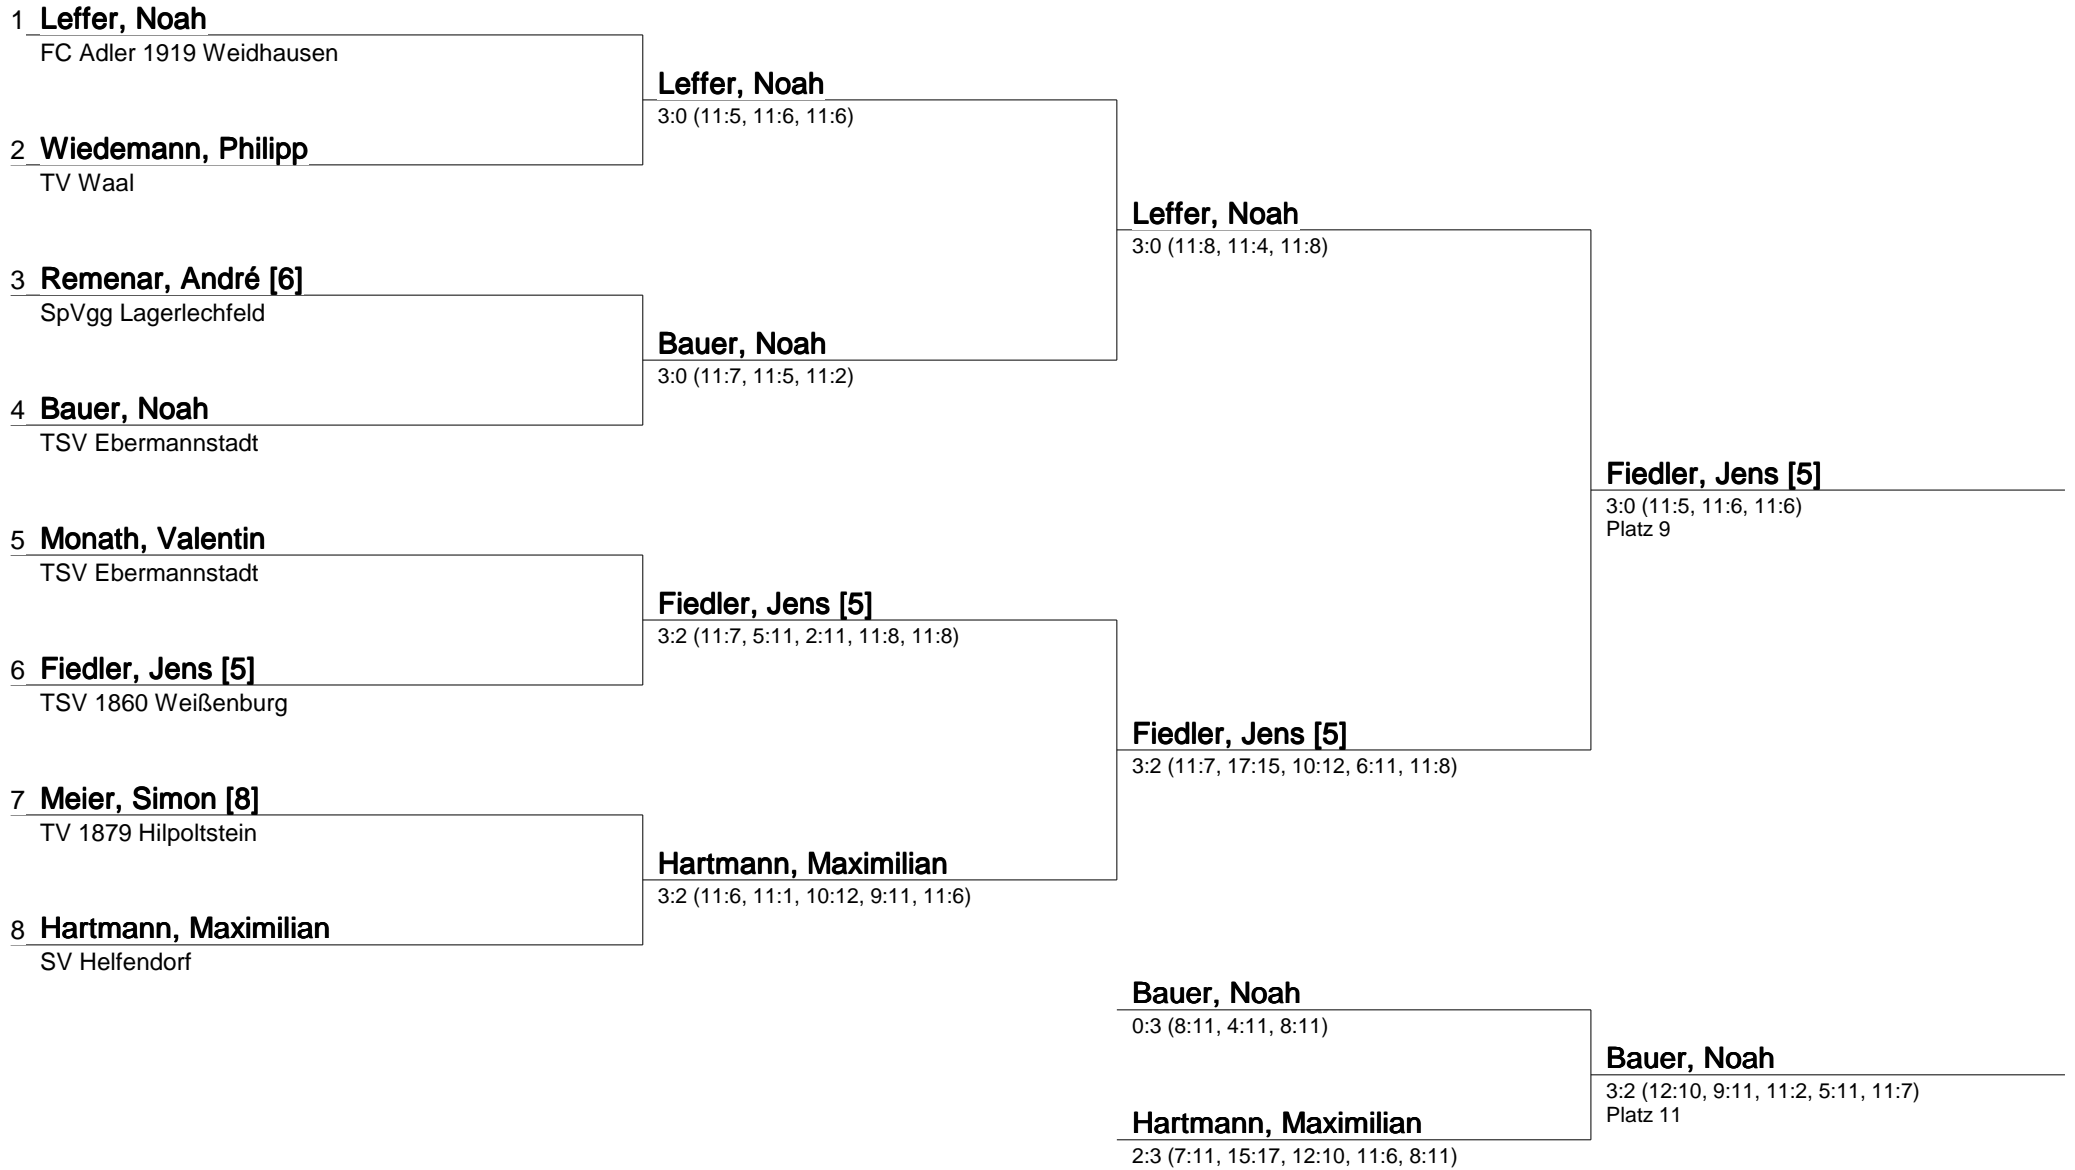 1 Leffer, Noah
FC Adler 1919 Weidhausen
Leffer, Noah
3:0 (11:5, 11:6, 11:6)
2 Wiedemann, Philipp
TV Waal
Leffer, Noah
3:0 (11:8, 11:4, 11:8)
3 Remenar, André [6]
SpVgg Lagerlechfeld
Bauer, Noah
3:0 (11:7, 11:5, 11:2)
4 Bauer, Noah
TSV Ebermannstadt
Fiedler, Jens [5]
3:0 (11:5, 11:6, 11:6)
Platz 9
5 Monath, Valentin
TSV Ebermannstadt
Fiedler, Jens [5]
3:2 (11:7, 5:11, 2:11, 11:8, 11:8)
6 Fiedler, Jens [5]
TSV 1860 Weißenburg
Fiedler, Jens [5]
3:2 (11:7, 17:15, 10:12, 6:11, 11:8)
7 Meier, Simon [8]
TV 1879 Hilpoltstein
Hartmann, Maximilian
3:2 (11:6, 11:1, 10:12, 9:11, 11:6)
8 Hartmann, Maximilian
SV Helfendorf
Bauer, Noah
0:3 (8:11, 4:11, 8:11)
Bauer, Noah
3:2 (12:10, 9:11, 11:2, 5:11, 11:7)
Platz 11
Hartmann, Maximilian
2:3 (7:11, 15:17, 12:10, 11:6, 8:11)